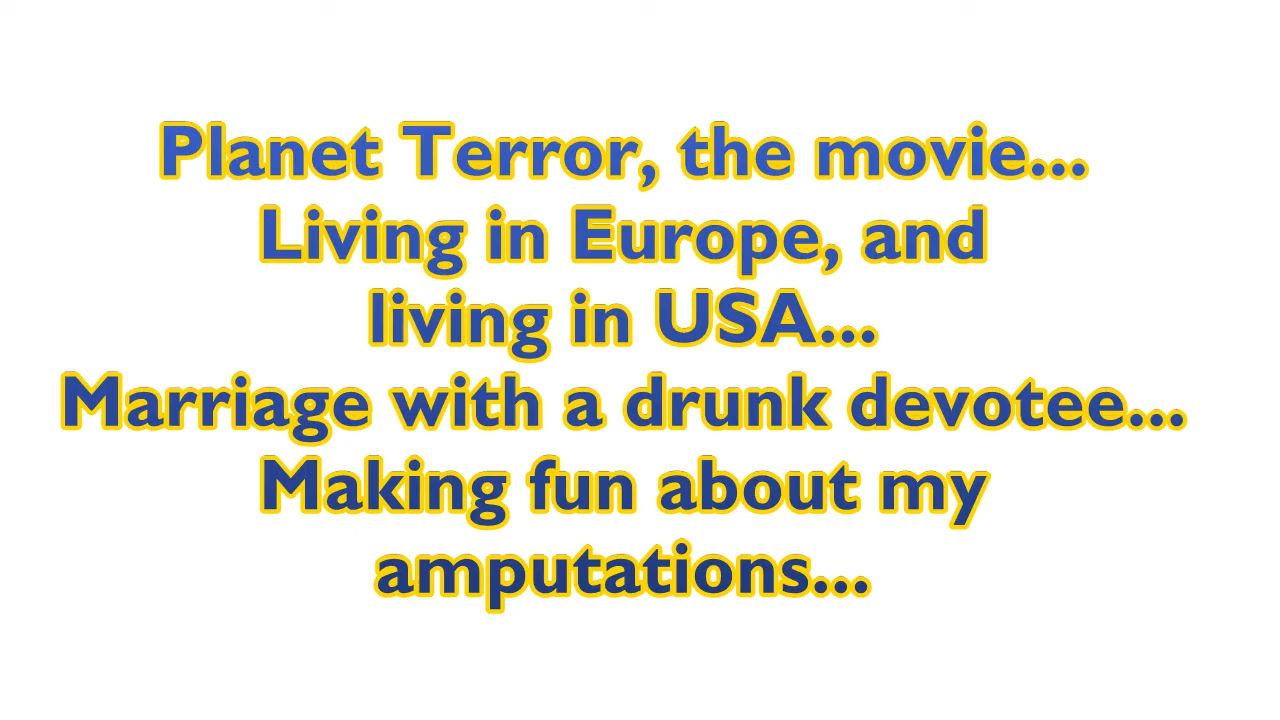 Planet Terror, the movie...
Living in Europe, and
living in USA...
Marriage with a drunk devotee...
Making fun about my
amputations...